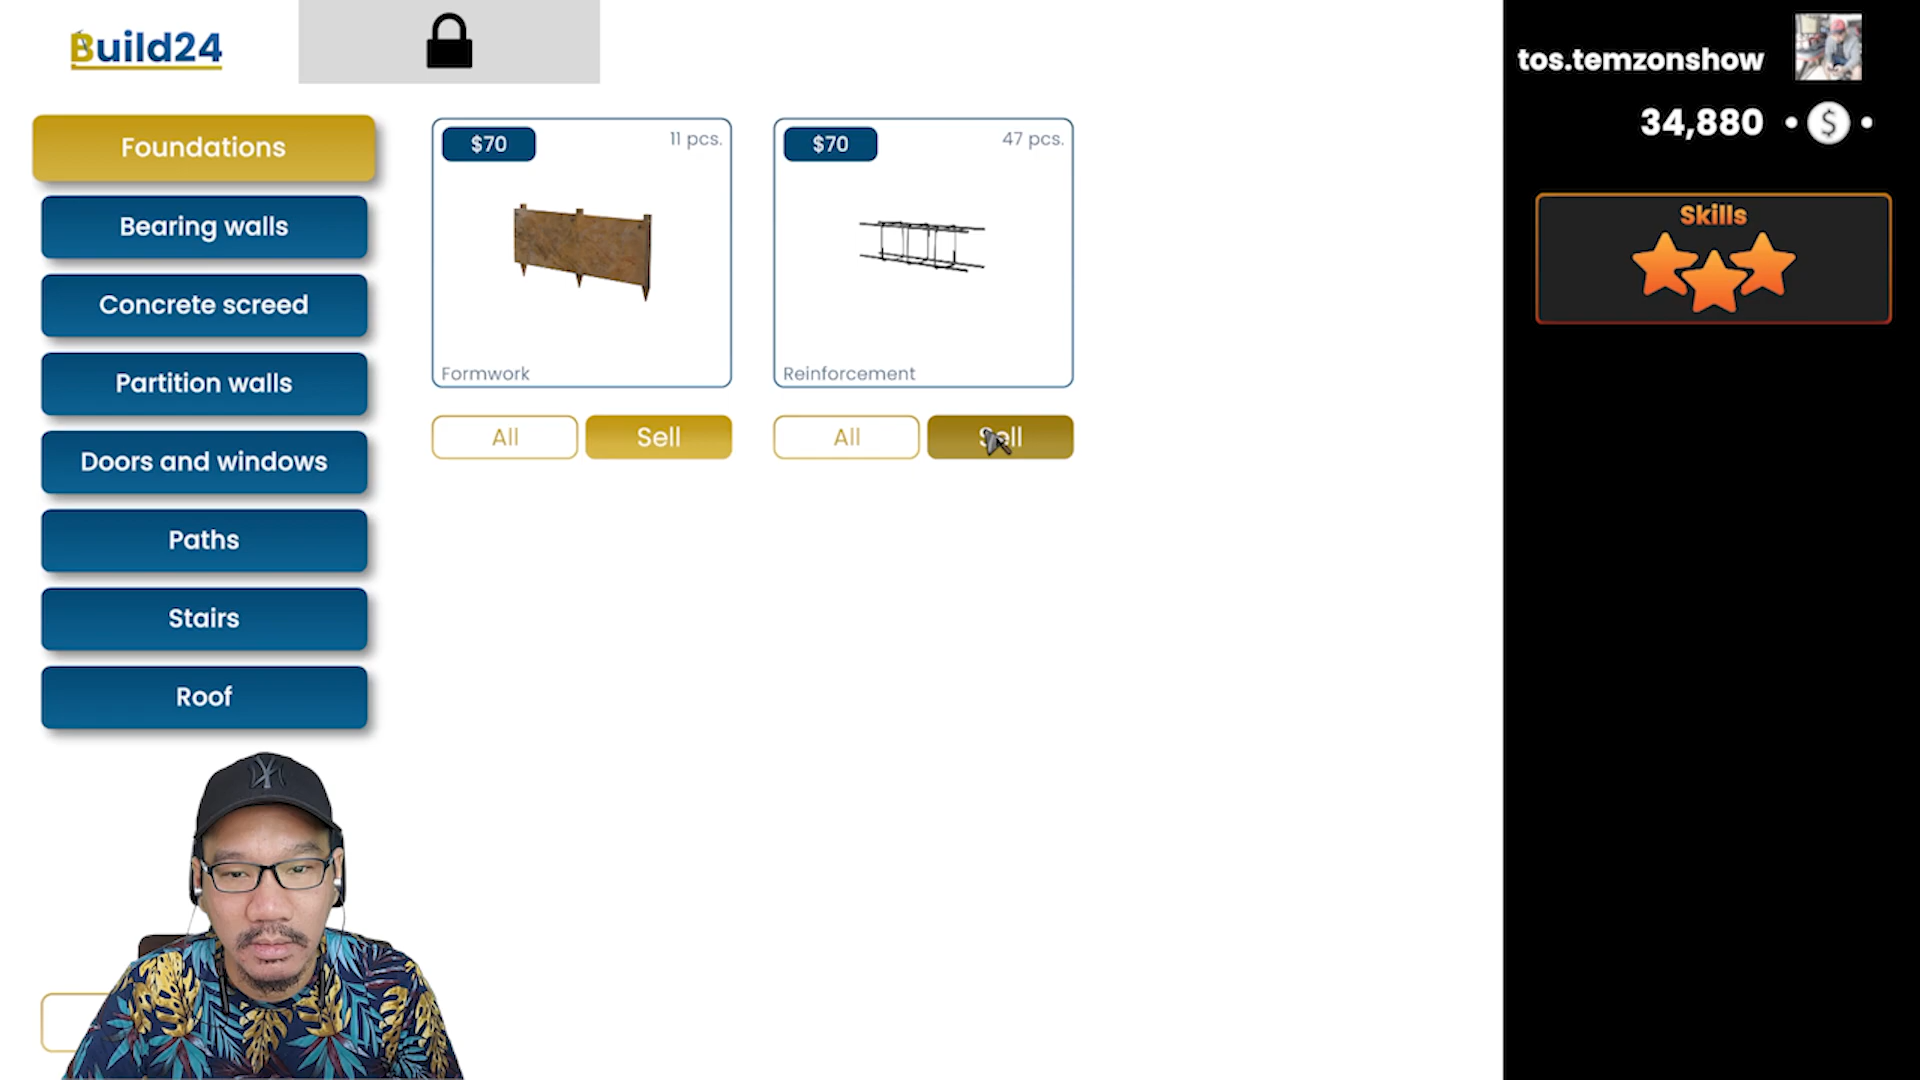 Build24
tos.temzonshow
34,880
$
Skills
Foundations
Bearing walls
Concrete screed
Partition walls
Doors and windows
Paths
Stairs
Roof
$70
11 pcs.
Formwork
All
Sell
$70
47 pcs.
Reinforcement
All
Sell